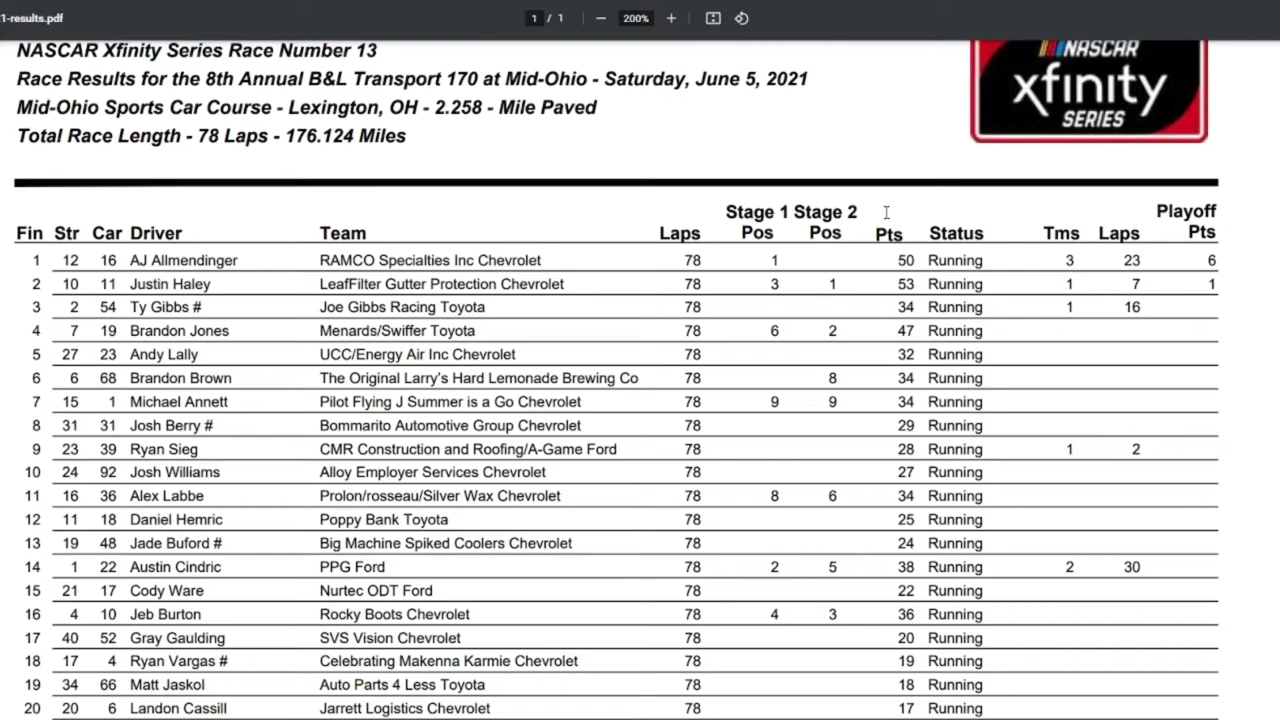 1-results.pdf
1 / 1
200%
NASCAR Xfinity Series Race Number 13
Race Results for the 8th Annual B&L Transport 170 at Mid-Ohio - Saturday, June 5, 2021
Mid-Ohio Sports Car Course - Lexington, OH - 2.258 - Mile Paved
Total Race Length - 78 Laps - 176.124 Miles
NASCAR
xfinity
SERIES
Stage 1 Stage 2 Playoff
Fin Str Car Driver Team Laps Pos Pos Pts Status Tms Laps Pts
1 12 16 AJ Allmendinger RAMCO Specialties Inc Chevrolet 78 1 50 Running 3 23 6
2 10 11 Justin Haley LeafFilter Gutter Protection Chevrolet 78 3 1 53 Running 1 7 1
3 2 54 Ty Gibbs # Joe Gibbs Racing Toyota 78 34 Running 1 16
4 7 19 Brandon Jones Menards/Swiffer Toyota 78 6 2 47 Running
5 27 23 Andy Lally UCC/Energy Air Inc Chevrolet 78 32 Running
6 6 68 Brandon Brown The Original Larry's Hard Lemonade Brewing Co 78 8 34 Running
7 15 1 Michael Annett Pilot Flying J Summer is a Go Chevrolet 78 9 9 34 Running
8 31 31 Josh Berry # Bommarito Automotive Group Chevrolet 78 29 Running
9 23 39 Ryan Sieg CMR Construction and Roofing/A-Game Ford 78 28 Running 1 2
10 24 92 Josh Williams Alloy Employer Services Chevrolet 78 27 Running
11 16 36 Alex Labbe Prolon/rosseau/Silver Wax Chevrolet 78 8 6 34 Running
12 11 18 Daniel Hemric Poppy Bank Toyota 78 25 Running
13 19 48 Jade Buford # Big Machine Spiked Coolers Chevrolet 78 24 Running
14 1 22 Austin Cindric PPG Ford 78 2 5 38 Running 2 30
15 21 17 Cody Ware Nurtec ODT Ford 78 22 Running
16 4 10 Jeb Burton Rocky Boots Chevrolet 78 4 3 36 Running
17 40 52 Gray Gaulding SVS Vision Chevrolet 78 20 Running
18 17 4 Ryan Vargas # Celebrating Makenna Karmie Chevrolet 78 19 Running
19 34 66 Matt Jaskol Auto Parts 4 Less Toyota 78 18 Running
20 20 6 Landon Cassill Jarrett Logistics Chevrolet 78 17 Running